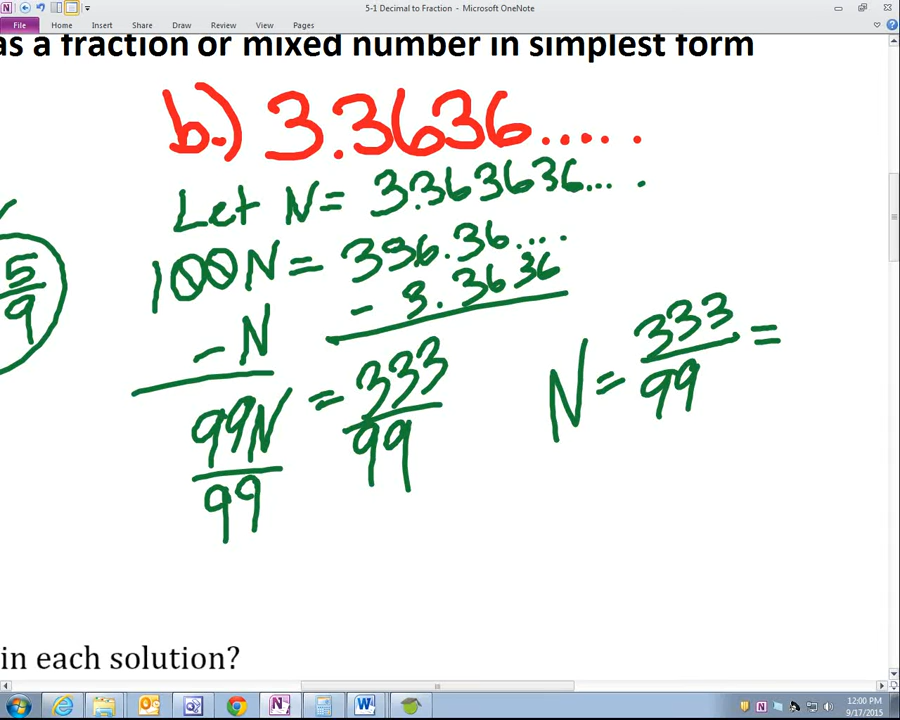 5-1 Decimal to Fraction - Microsoft OneNote
File Home Insert Share Draw Review View Pages
as a fraction or mixed number in simplest form
b.) 3.3636.....
Let N = 3.363636... .
100N = 336.36....
- N - 3.3636
99N = 333
99 99
N = 333 =
99
5
9
in each solution?
12:00 PM
9/17/2015